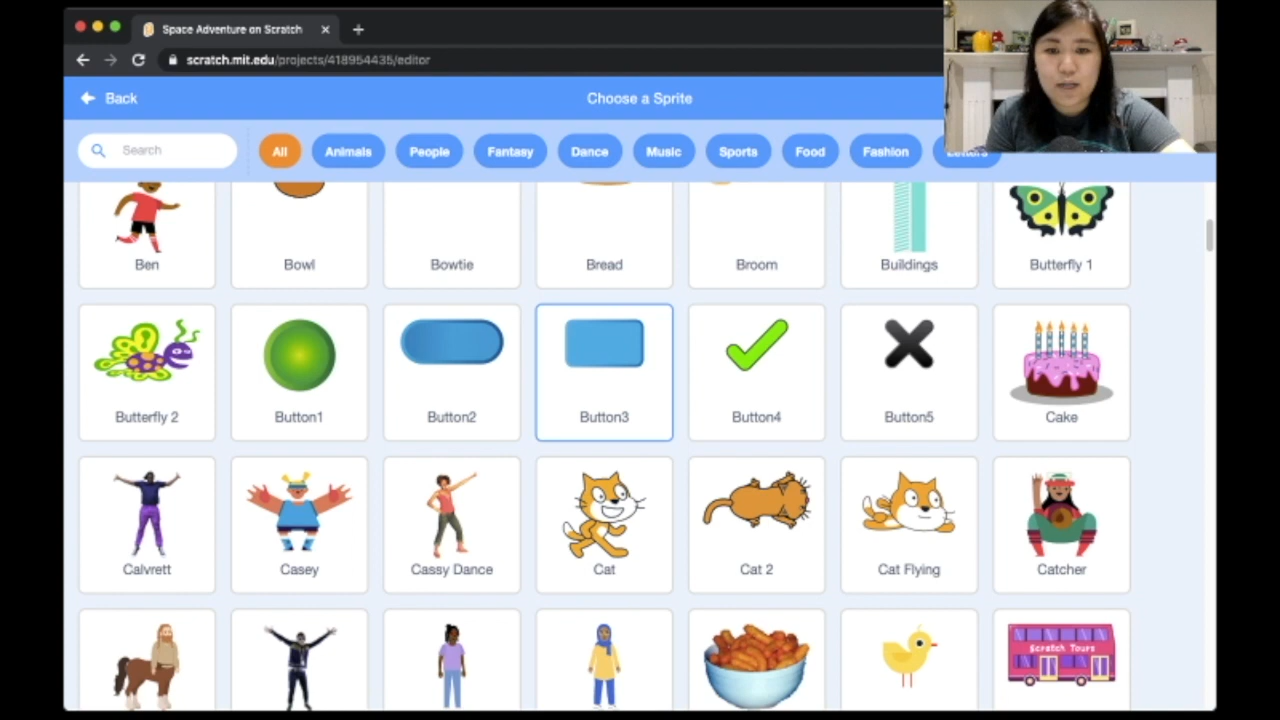 Space Adventure on Scratch
scratch.mit.edu/projects/418954435/editor
Back
Choose a Sprite
Search
All
Animals
People
Fantasy
Dance
Music
Sports
Food
Fashion
Letters
Ben
Bowl
Bowtie
Bread
Broom
Buildings
Butterfly 1
Butterfly 2
Button1
Button2
Button3
Button4
Button5
Cake
Calvrett
Casey
Cassy Dance
Cat
Cat 2
Cat Flying
Catcher
Scratch Tours